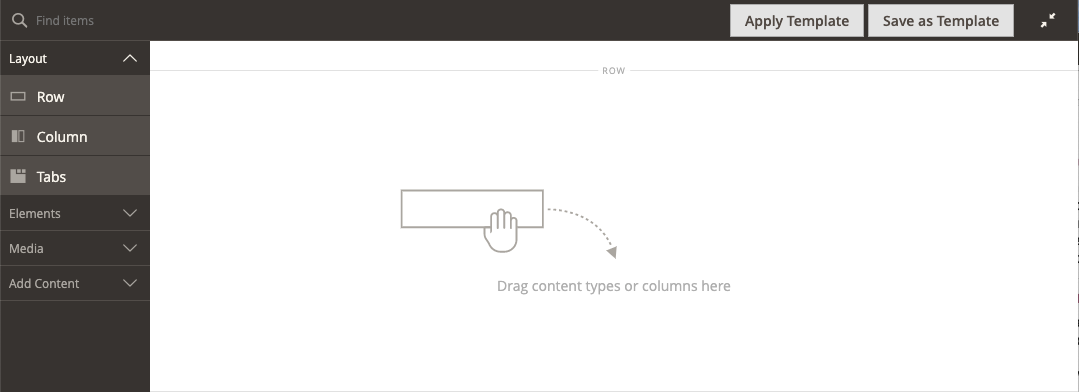 Find items
Apply Template
Save as Template
Layout
ROW
Row
Column
Tabs
Elements
Media
Add Content
Drag content types or columns here